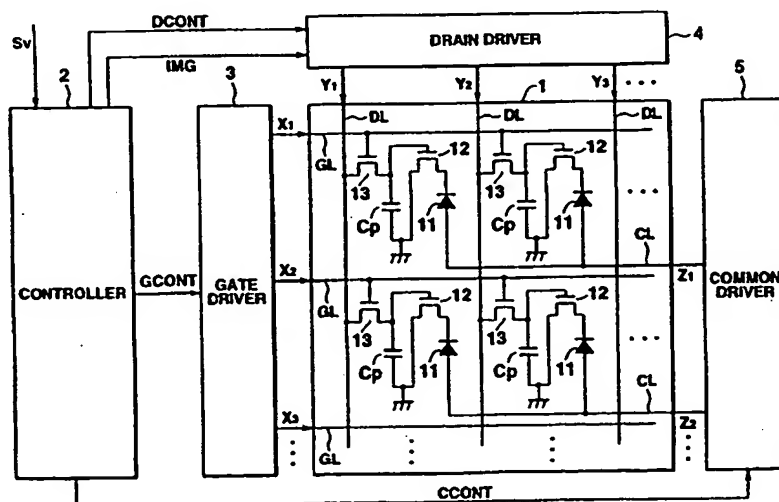 Sv
DCONT
IMG
DRAIN DRIVER
4
2
3
Y1
Y2
Y3
1
5
X1
DL
DL
DL
GL
13
12
13
12
Cp
11
Cp
11
CL
Z1
CONTROLLER
GCONT
GATE DRIVER
COMMON DRIVER
X2
GL
13
12
13
12
Cp
11
Cp
11
CL
Z2
X3
GL
CCONT